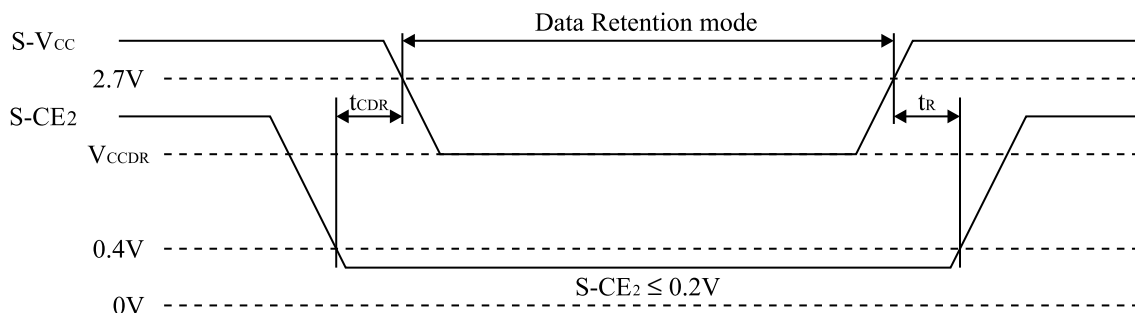 Data Retention mode
S-VCC
2.7V
tCDR
tR
S-CE2
VCCDR
0.4V
S-CE2 ≤ 0.2V
0V